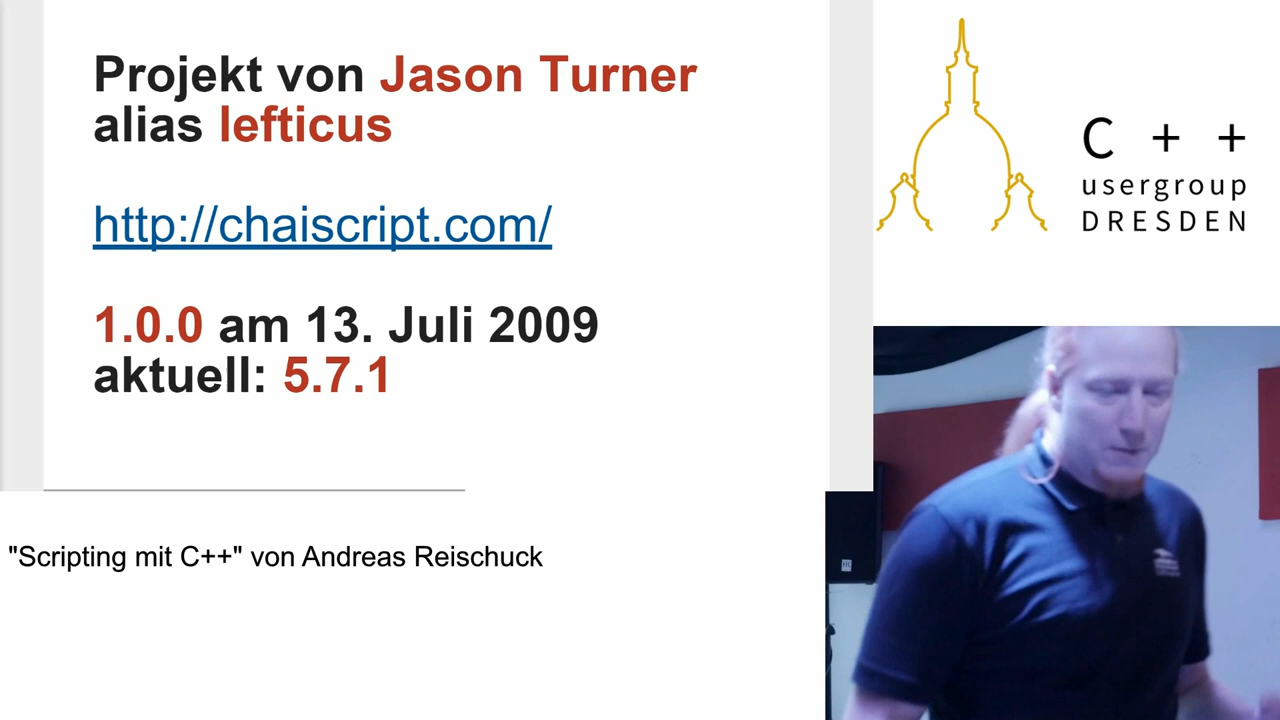 Projekt von Jason Turner
alias lefticus
http://chaiscript.com/
1.0.0 am 13. Juli 2009
aktuell: 5.7.1
C + +
usergroup
DRESDEN
"Scripting mit C++" von Andreas Reischuck